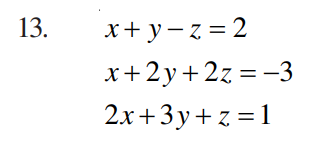 13. x + y − z = 2
x + 2y + 2z = −3
2x + 3y + z = 1